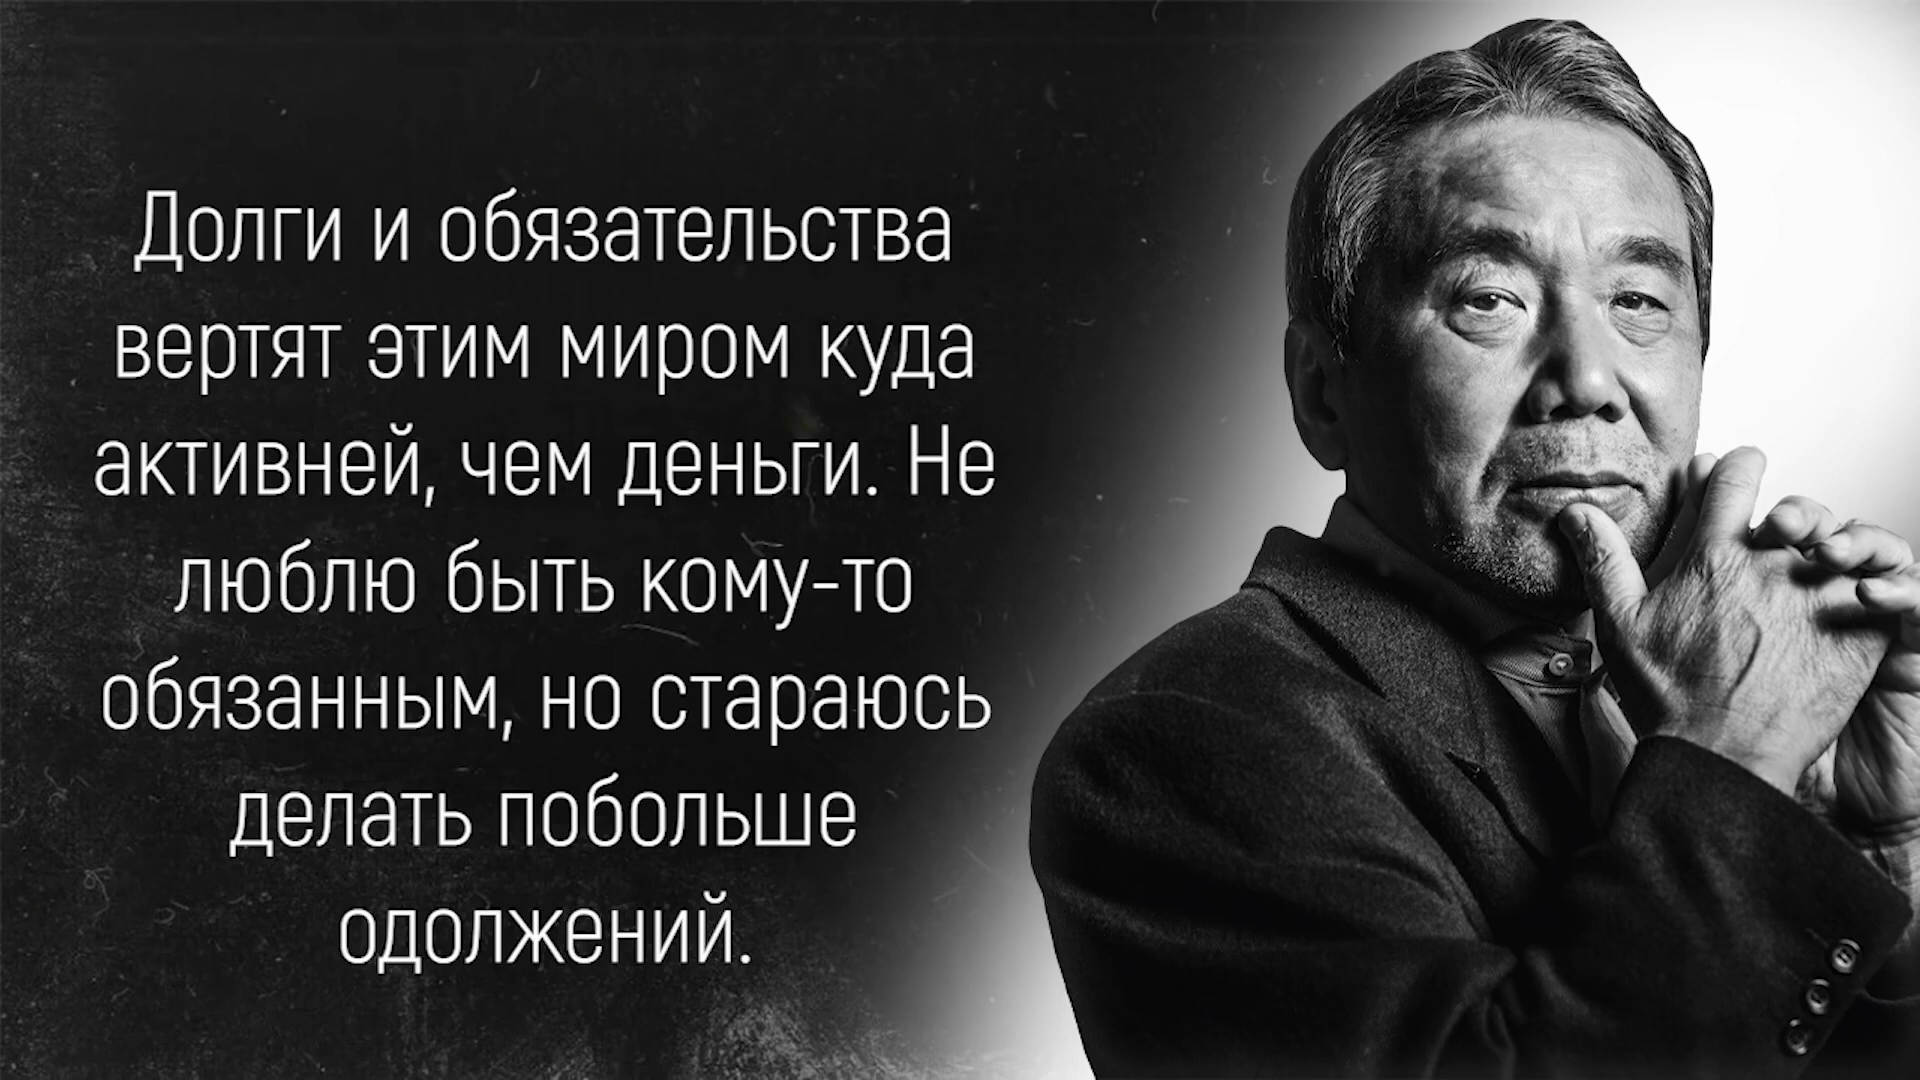 Долги и обязательства
вертят этим миром куда
активней, чем деньги. Не
люблю быть кому-то
обязанным, но стараюсь
делать побольше
одолжений.